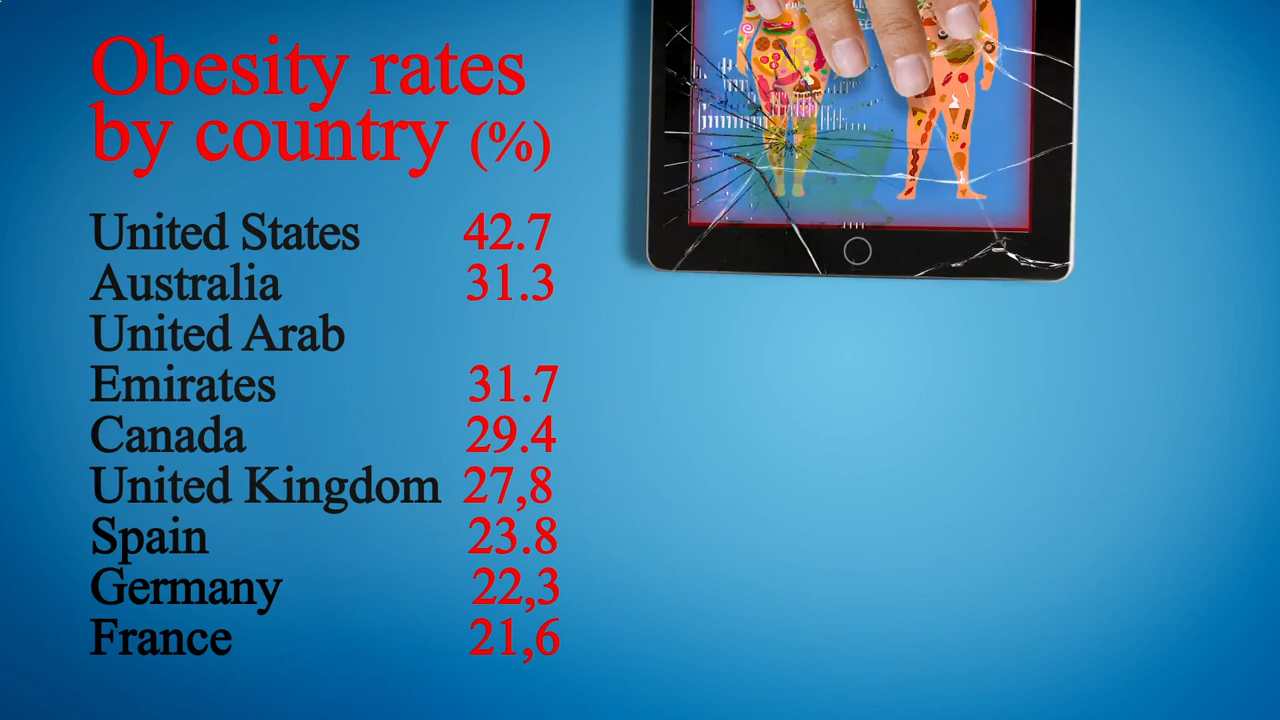 Obesity rates
by country (%)
United States 42.7
Australia 31.3
United Arab
Emirates 31.7
Canada 29.4
United Kingdom 27,8
Spain 23.8
Germany 22,3
France 21,6